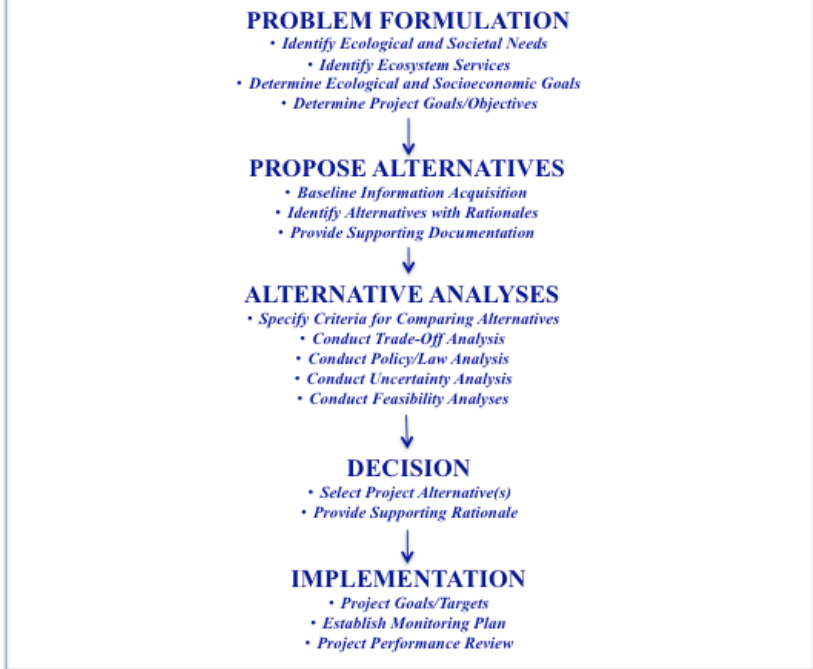 PROBLEM FORMULATION
• Identify Ecological and Societal Needs
• Identify Ecosystem Services
• Determine Ecological and Socioeconomic Goals
• Determine Project Goals/Objectives
PROPOSE ALTERNATIVES
• Baseline Information Acquisition
• Identify Alternatives with Rationales
• Provide Supporting Documentation
ALTERNATIVE ANALYSES
• Specify Criteria for Comparing Alternatives
• Conduct Trade-Off Analysis
• Conduct Policy/Law Analysis
• Conduct Uncertainty Analysis
• Conduct Feasibility Analyses
DECISION
• Select Project Alternative(s)
• Provide Supporting Rationale
IMPLEMENTATION
• Project Goals/Targets
• Establish Monitoring Plan
• Project Performance Review